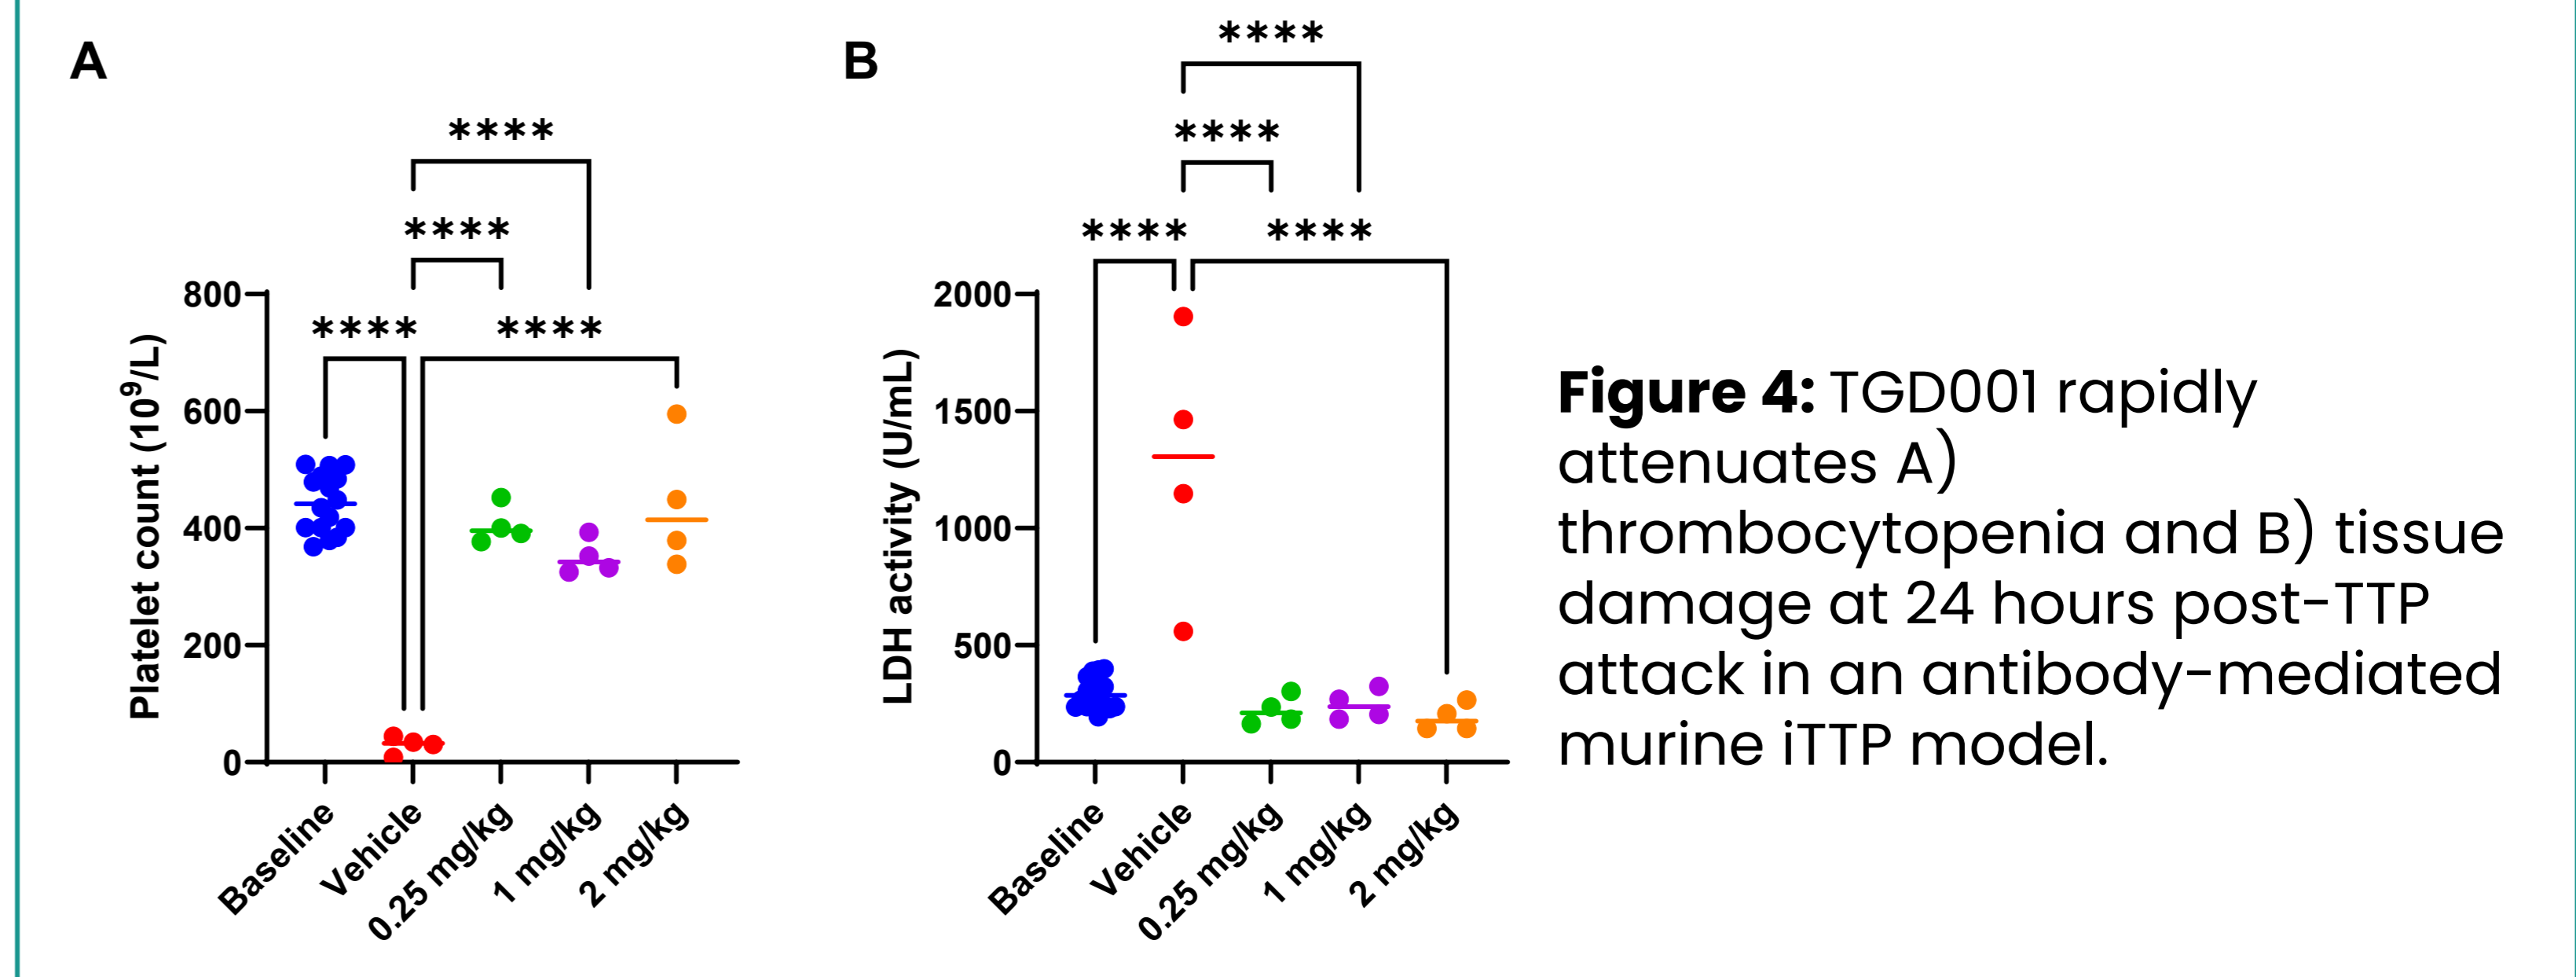 A
****
****
**** ****
Platelet count (10⁹/L)
800
600
400
200
0
Baseline
Vehicle
0.25 mg/kg
1 mg/kg
2 mg/kg
B
****
****
**** ****
LDH activity (U/mL)
2000
1500
1000
500
0
Baseline
Vehicle
0.25 mg/kg
1 mg/kg
2 mg/kg
Figure 4: TGD001 rapidly
attenuates A)
thrombocytopenia and B) tissue
damage at 24 hours post-TTP
attack in an antibody-mediated
murine iTTP model.